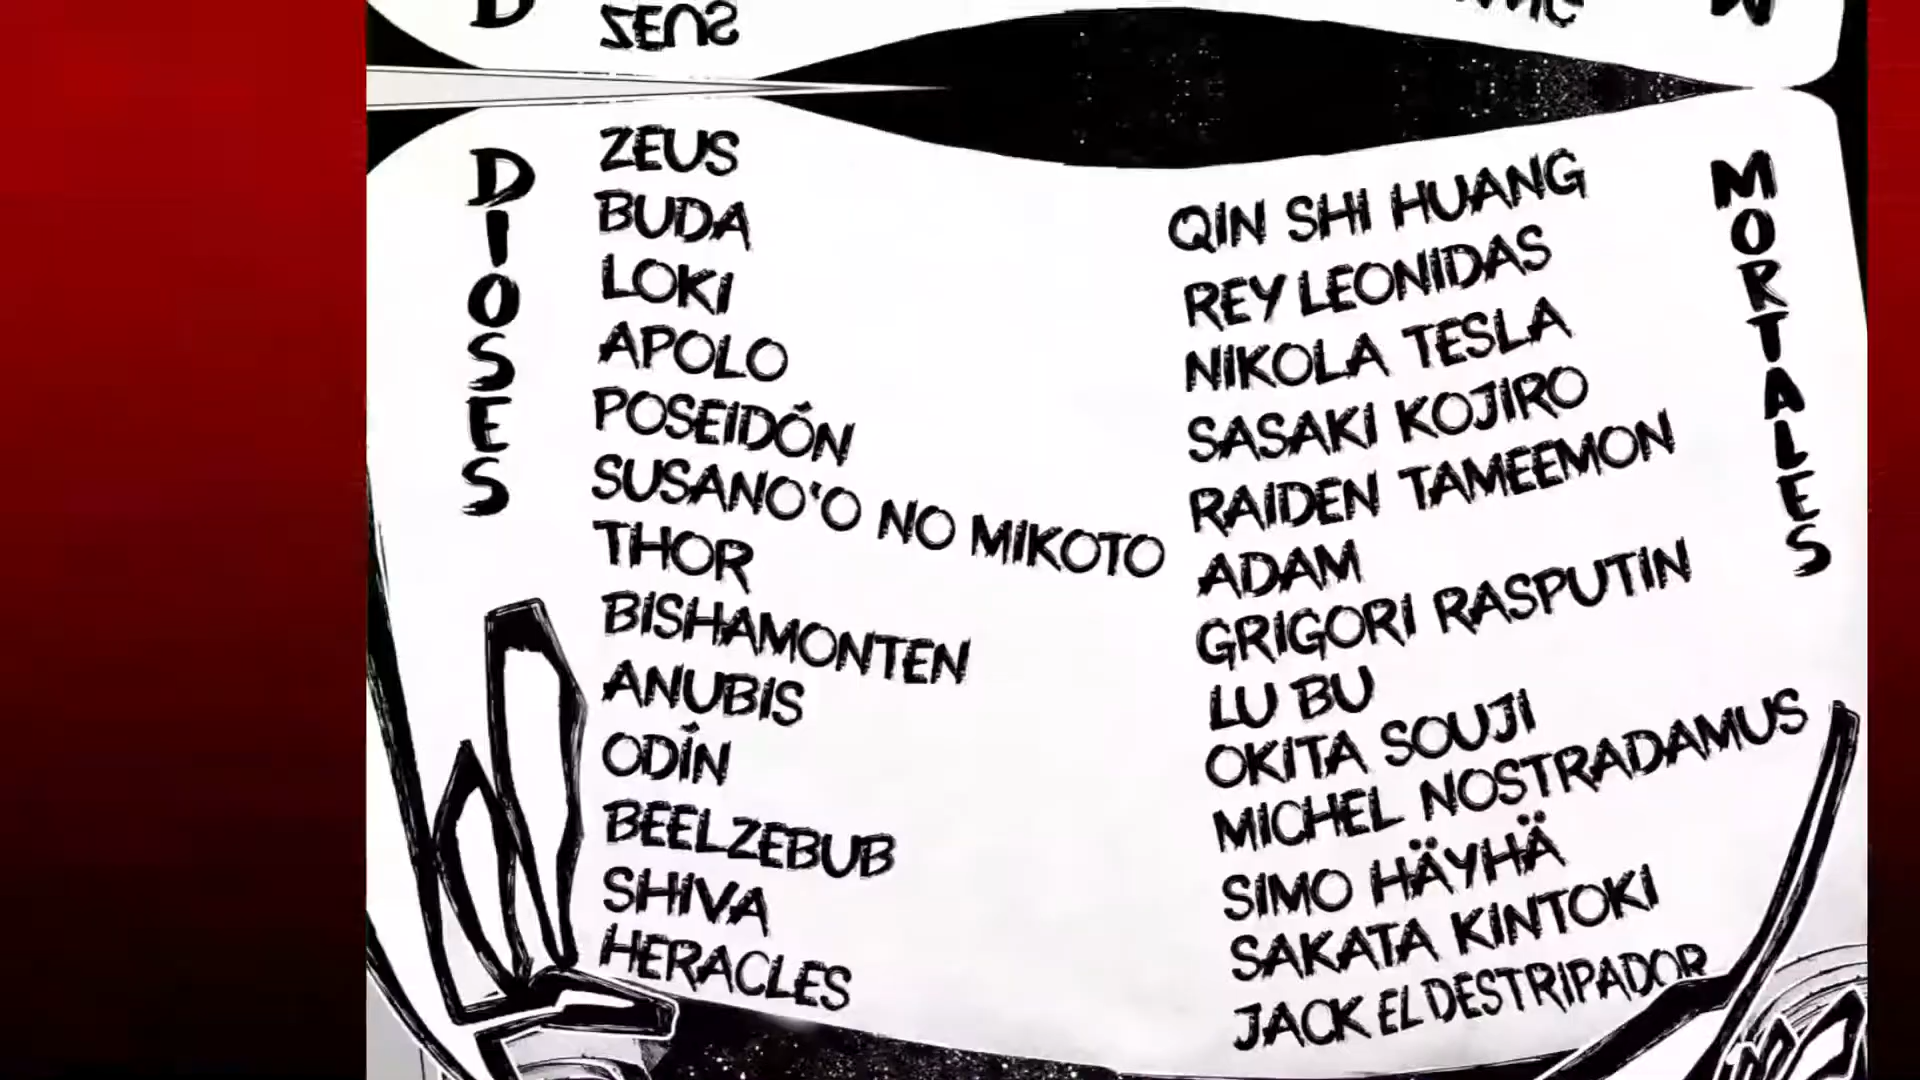 DIOSES
ZEUS
BUDA
LOKI
APOLO
POSEIDÓN
SUSANO'O NO MIKOTO
THOR
BISHAMONTEN
ANUBIS
ODÍN
BEELZEBUB
SHIVA
HERACLES
QIN SHI HUANG
REY LEONIDAS
NIKOLA TESLA
SASAKI KOJIRO
RAIDEN TAMEEMON
ADAM
GRIGORI RASPUTIN
LU BU
OKITA SOUJI
MICHEL NOSTRADAMUS
SIMO HÄYHÄ
SAKATA KINTOKI
JACK EL DESTRIPADOR
MORTALES